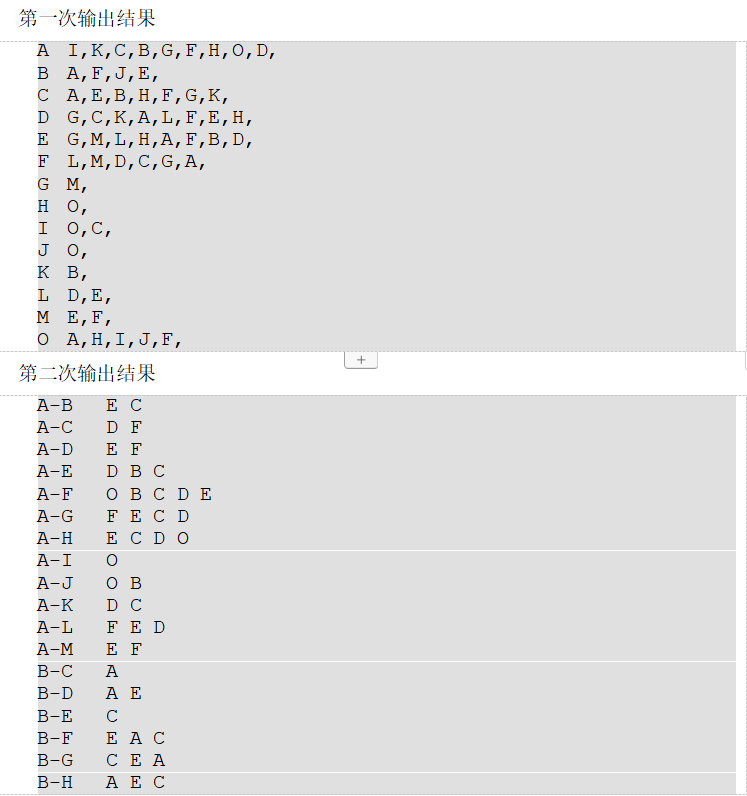 第一次输出结果
A I,K,C,B,G,F,H,O,D,
B A,F,J,E,
C A,E,B,H,F,G,K,
D G,C,K,A,L,F,E,H,
E G,M,L,H,A,F,B,D,
F L,M,D,C,G,A,
G M,
H O,
I O,C,
J O,
K B,
L D,E,
M E,F,
O A,H,I,J,F,
+
第二次输出结果
A-B E C
A-C D F
A-D E F
A-E D B C
A-F O B C D E
A-G F E C D
A-H E C D O
A-I O
A-J O B
A-K D C
A-L F E D
A-M E F
B-C A
B-D A E
B-E C
B-F E A C
B-G C E A
B-H A E C